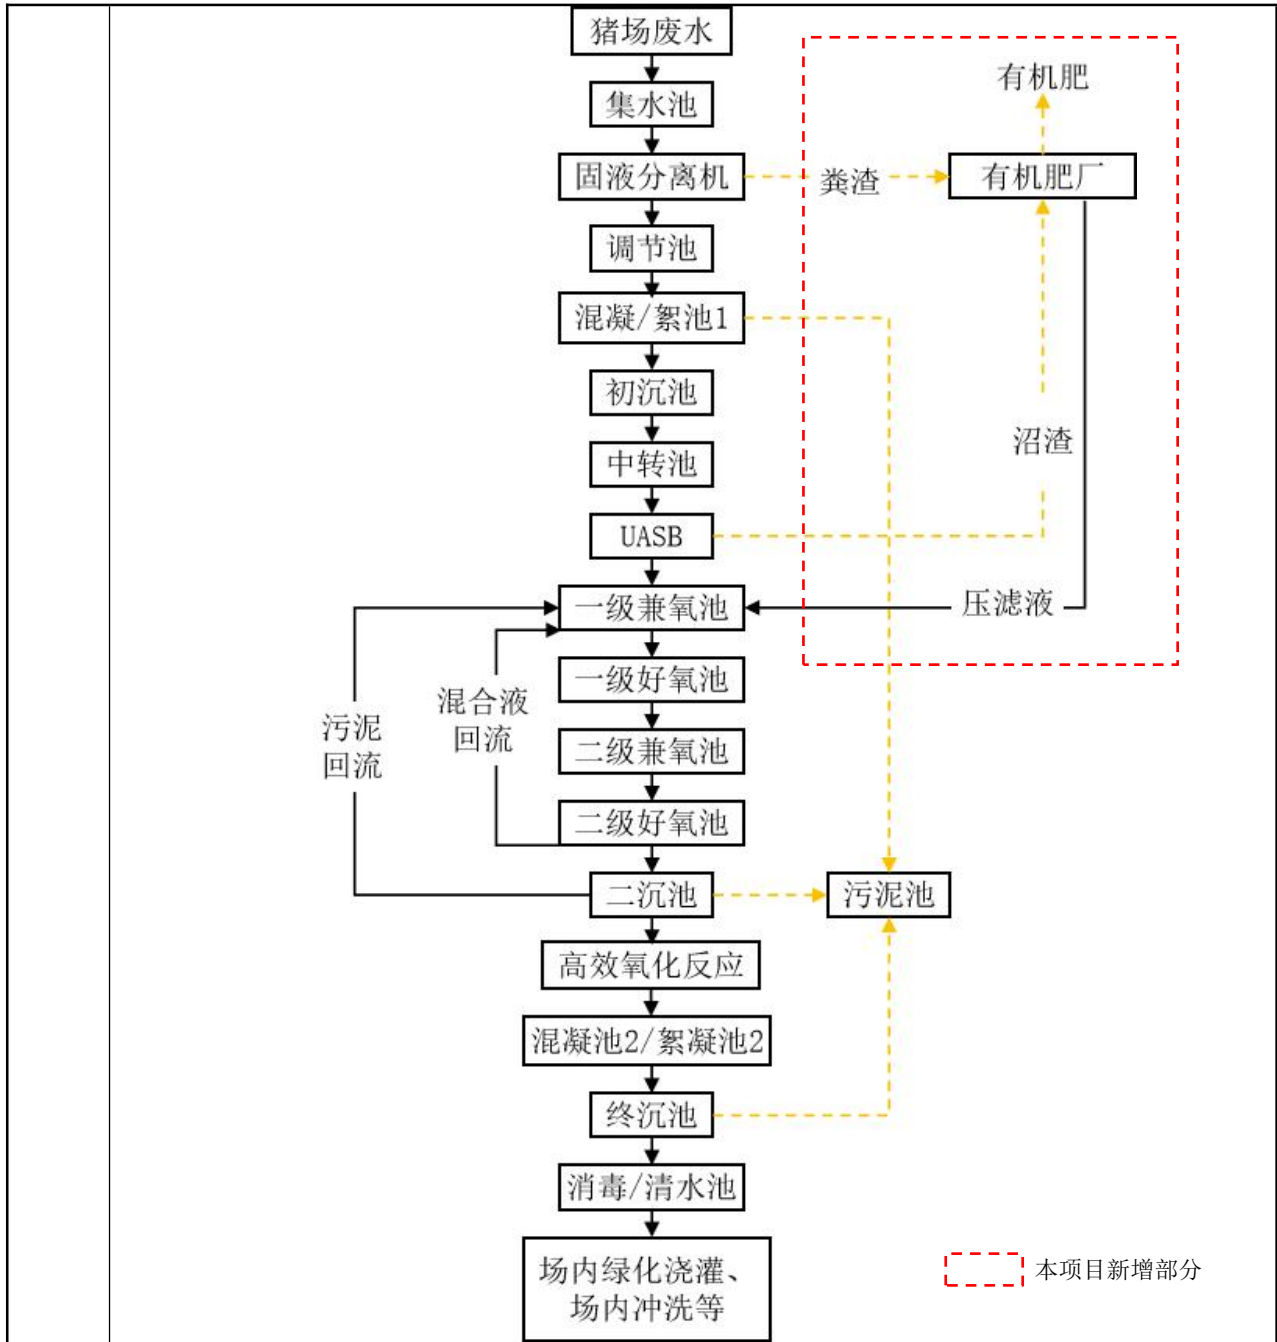 猪场废水
有机肥
集水池
固液分离机
粪渣
有机肥厂
调节池
混凝/絮池1
初沉池
沼渣
中转池
UASB
一级兼氧池
压滤液
一级好氧池
混合液
回流
污泥
回流
二级兼氧池
二级好氧池
二沉池
污泥池
高效氧化反应
混凝池2/絮凝池2
终沉池
消毒/清水池
场内绿化浇灌、
场内冲洗等
本项目新增部分